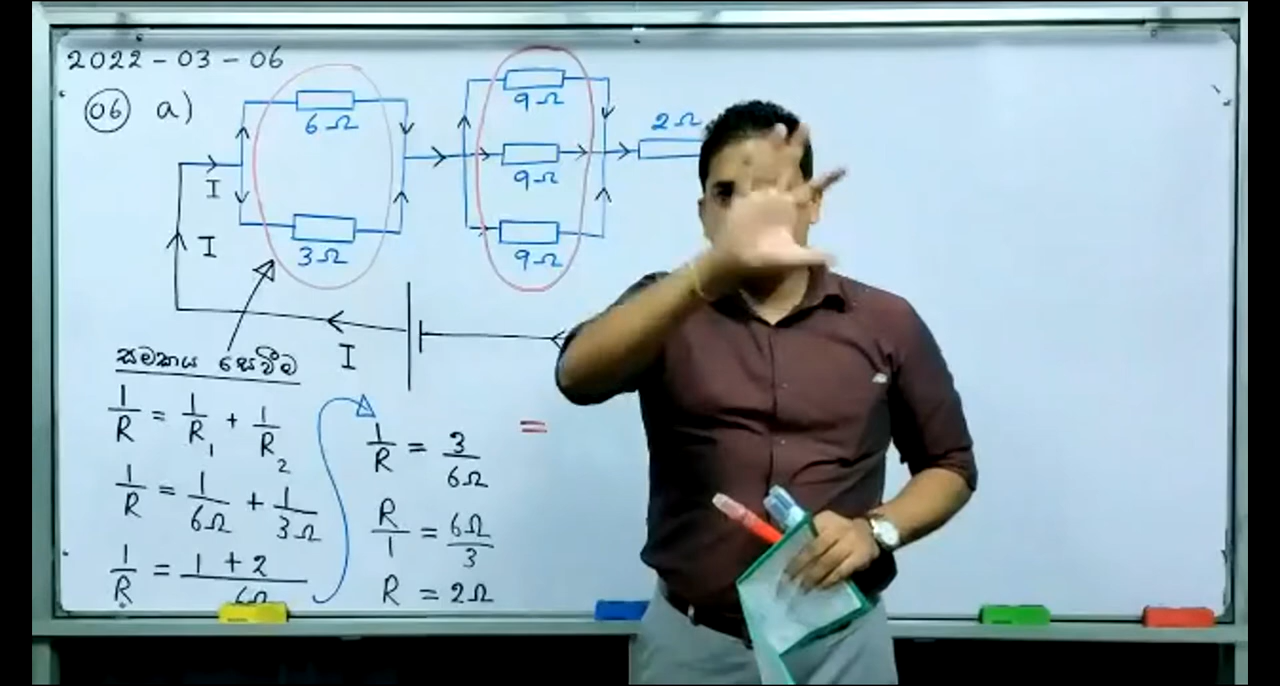 2022 - 03 - 06
06 a)
6Ω
9Ω
2Ω
9Ω
I
3Ω
9Ω
I
I
සමකය සෙවීම
1/R = 1/R₁ + 1/R₂
1/R = 1/6Ω + 1/3Ω
1/R = 1 + 2 / 6Ω
1/R = 3/6Ω
R/1 = 6Ω/3
R = 2Ω
=